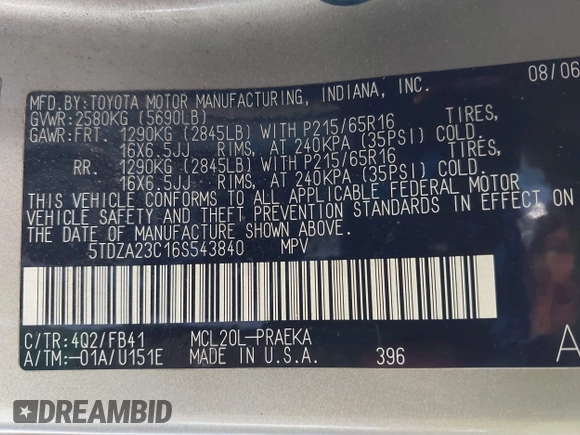 MFD.BY:TOYOTA MOTOR MANUFACTURING, INDIANA, INC. 08/06
GVWR:2580KG (5690LB)
GAWR:FRT. 1290KG (2845LB) WITH P215/65R16 TIRES,
16X6.5JJ RIMS, AT 240KPA (35PSI) COLD.
RR. 1290KG (2845LB) WITH P215/65R16 TIRES,
16X6.5JJ RIMS, AT 240KPA (35PSI) COLD.
THIS VEHICLE CONFORMS TO ALL APPLICABLE FEDERAL MOTOR
VEHICLE SAFETY AND THEFT PREVENTION STANDARDS IN EFFECT ON
THE DATE OF MANUFACTURE SHOWN ABOVE.
5TDZA23C16S543840 MPV
C/TR:4Q2/FB41 MCL20L-PRAEKA
A/TM:-01A/U151E MADE IN U.S.A. 396 A
DREAMBID